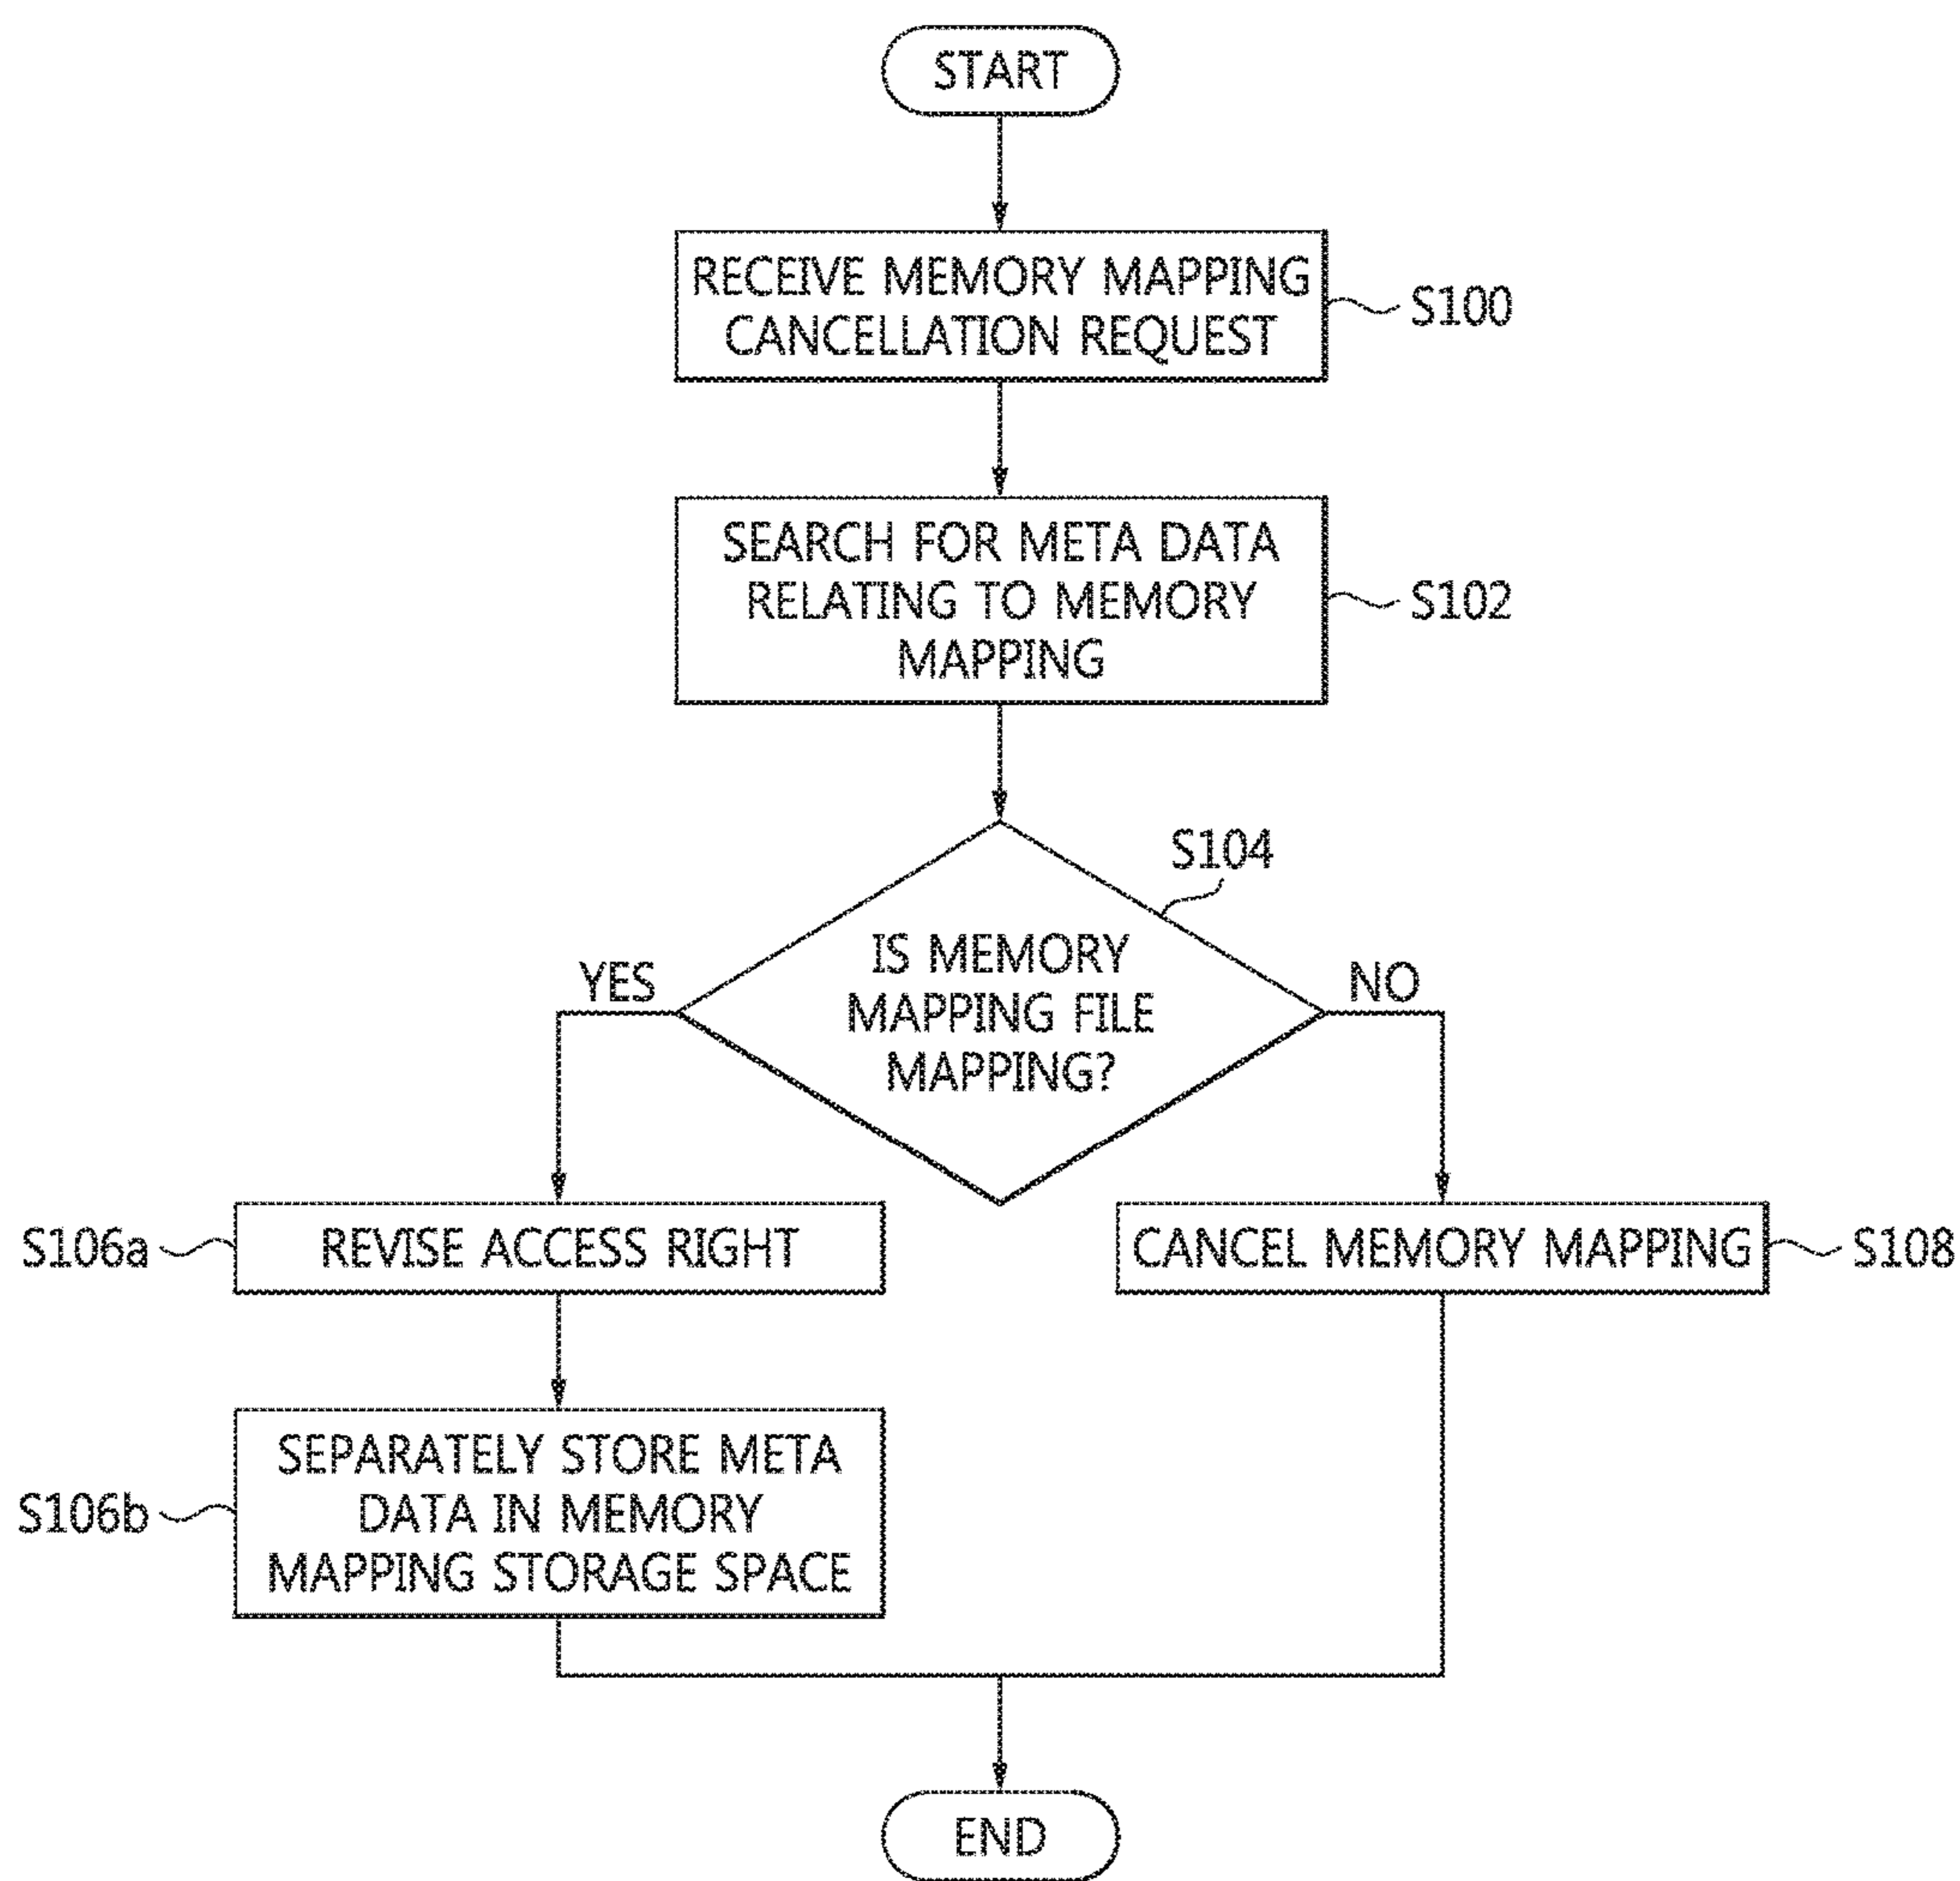 START
RECEIVE MEMORY MAPPING
CANCELLATION REQUEST
S100
SEARCH FOR META DATA
RELATING TO MEMORY
MAPPING
S102
S104
IS MEMORY
MAPPING FILE
MAPPING?
YES
NO
S106a
REVISE ACCESS RIGHT
CANCEL MEMORY MAPPING
S108
SEPARATELY STORE META
DATA IN MEMORY
MAPPING STORAGE SPACE
S106b
END